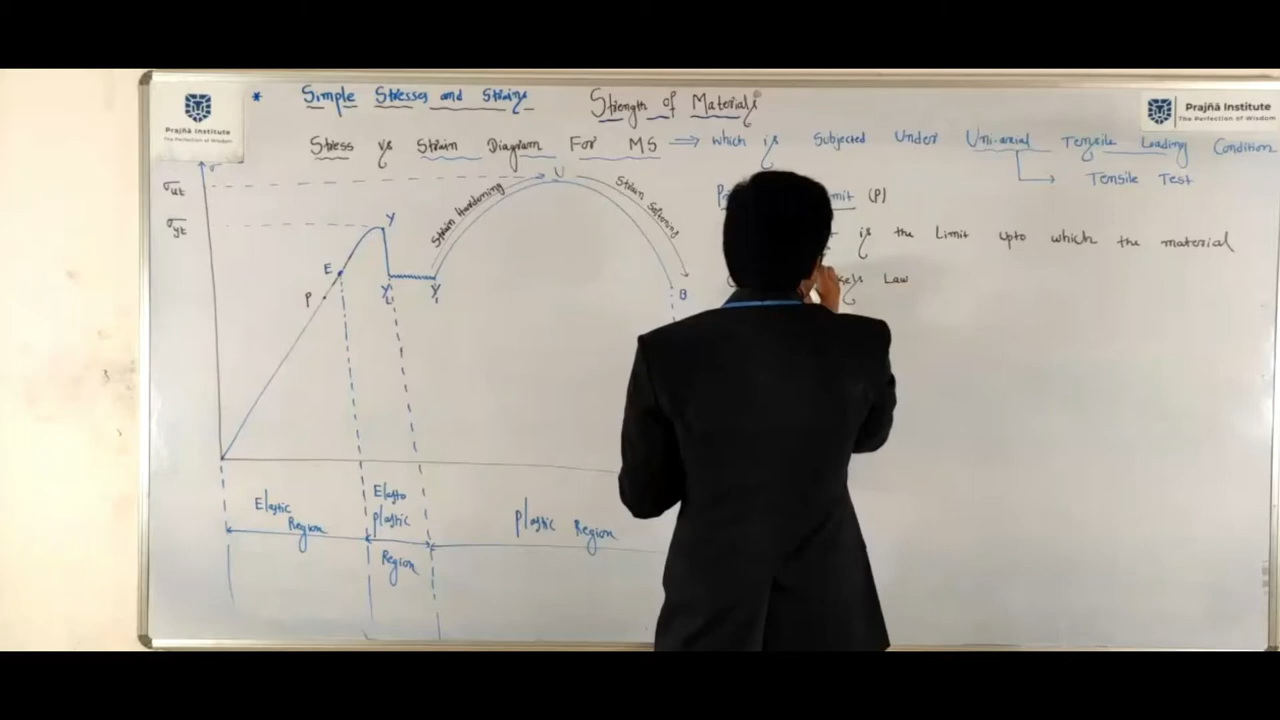 * Simple Stresses and Strains
Strength of Materials
Prajñā Institute
The Perfection of Wisdom
Prajñā Institute
The Perfection of Wisdom
Stress vs Strain Diagram For MS ⇒ which is Subjected Under Uni-axial Tensile Loading Condition
Tensile Test
σ
σut
σyt
U
Strain Hardening
Strain Softening
Y
E
P
YL
B
(P)
is the Limit upto which the material
Law
Elastic
Region
Elasto
plastic
Region
Plastic Region